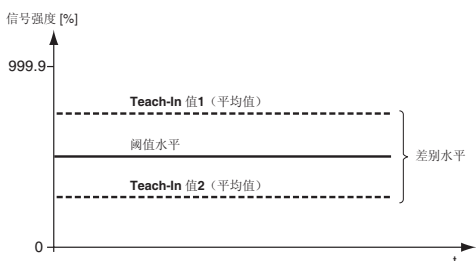 信号强度 [%]
999.9
Teach-In 值1（平均值）
阈值水平
差别水平
Teach-In 值2（平均值）
0
t